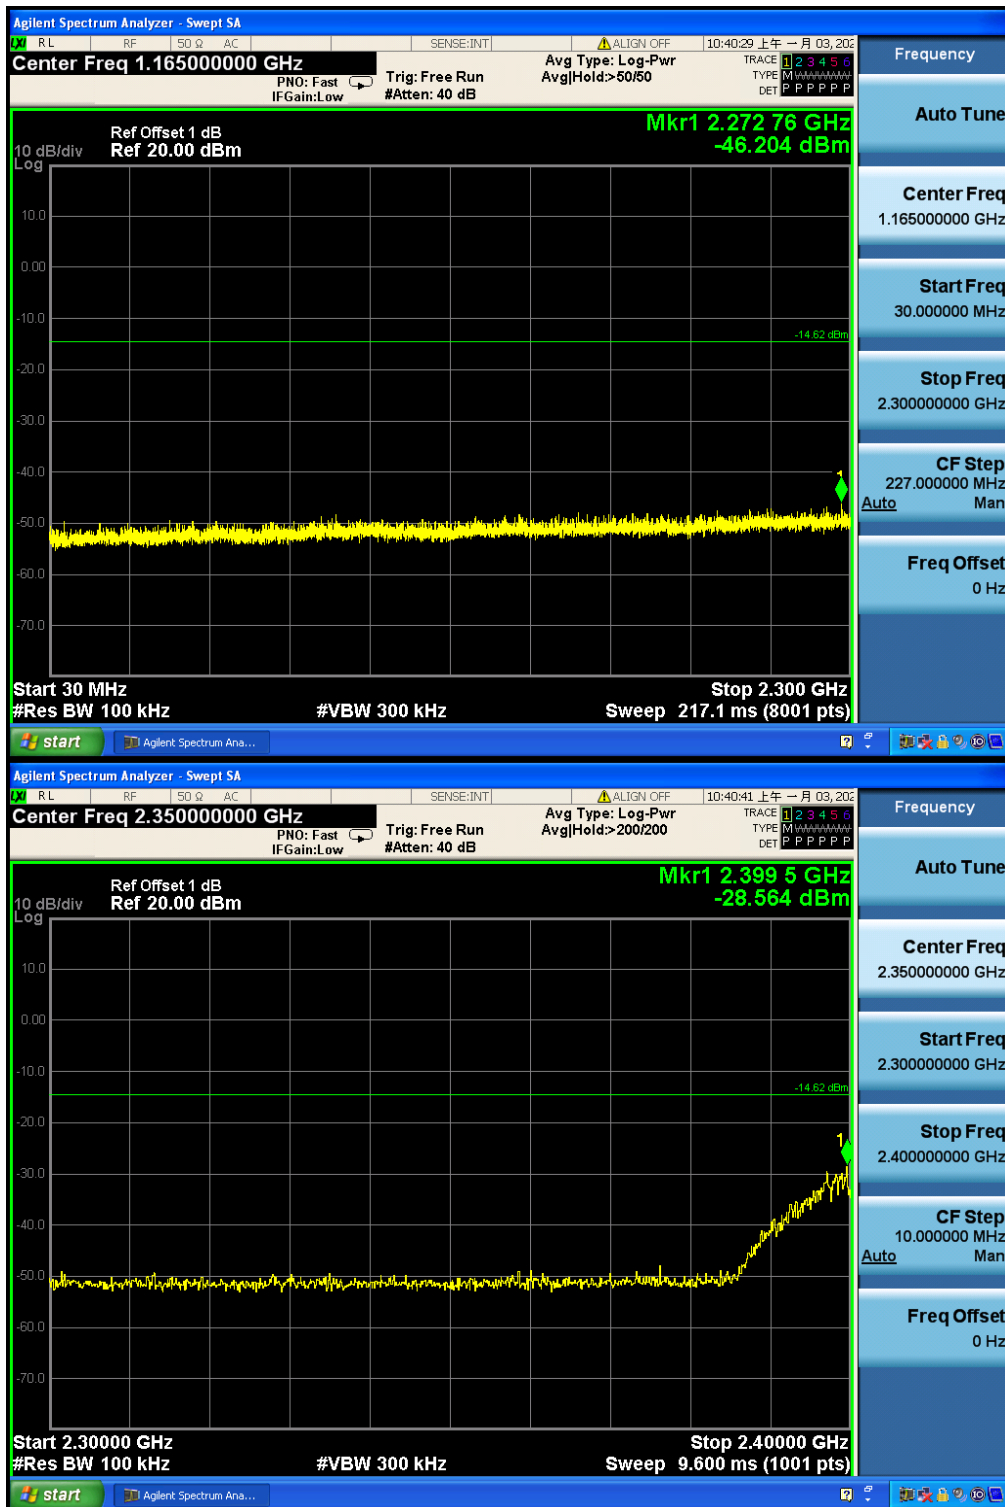 Agilent Spectrum Analyzer - Swept SA
LXI RL RF 50 Ω AC SENSE:INT ALIGN OFF 10:40:29 上午 一月 03, 202
Center Freq 1.165000000 GHz
PNO: Fast
IFGain:Low
Trig: Free Run
#Atten: 40 dB
Avg Type: Log-Pwr
Avg|Hold:>50/50
TRACE 1 2 3 4 5 6
TYPE M WWWWW
DET P P P P P P
Ref Offset 1 dB
10 dB/div Ref 20.00 dBm
Log
Mkr1 2.272 76 GHz
-46.204 dBm
10.0
0.00
-10.0
-14.62 dBm
-20.0
-30.0
-40.0
1
-50.0
-60.0
-70.0
Start 30 MHz Stop 2.300 GHz
#Res BW 100 kHz #VBW 300 kHz Sweep 217.1 ms (8001 pts)
Frequency
Auto Tune
Center Freq
1.165000000 GHz
Start Freq
30.000000 MHz
Stop Freq
2.300000000 GHz
CF Step
227.000000 MHz
Auto Man
Freq Offset
0 Hz
start Agilent Spectrum Ana...
Agilent Spectrum Analyzer - Swept SA
LXI RL RF 50 Ω AC SENSE:INT ALIGN OFF 10:40:41 上午 一月 03, 202
Center Freq 2.350000000 GHz
PNO: Fast
IFGain:Low
Trig: Free Run
#Atten: 40 dB
Avg Type: Log-Pwr
Avg|Hold:>200/200
TRACE 1 2 3 4 5 6
TYPE M WWWWW
DET P P P P P P
Ref Offset 1 dB
10 dB/div Ref 20.00 dBm
Log
Mkr1 2.399 5 GHz
-28.564 dBm
10.0
0.00
-10.0
-14.62 dBm
-20.0
1
-30.0
-40.0
-50.0
-60.0
-70.0
Start 2.30000 GHz Stop 2.40000 GHz
#Res BW 100 kHz #VBW 300 kHz Sweep 9.600 ms (1001 pts)
Frequency
Auto Tune
Center Freq
2.350000000 GHz
Start Freq
2.300000000 GHz
Stop Freq
2.400000000 GHz
CF Step
10.000000 MHz
Auto Man
Freq Offset
0 Hz
start Agilent Spectrum Ana...